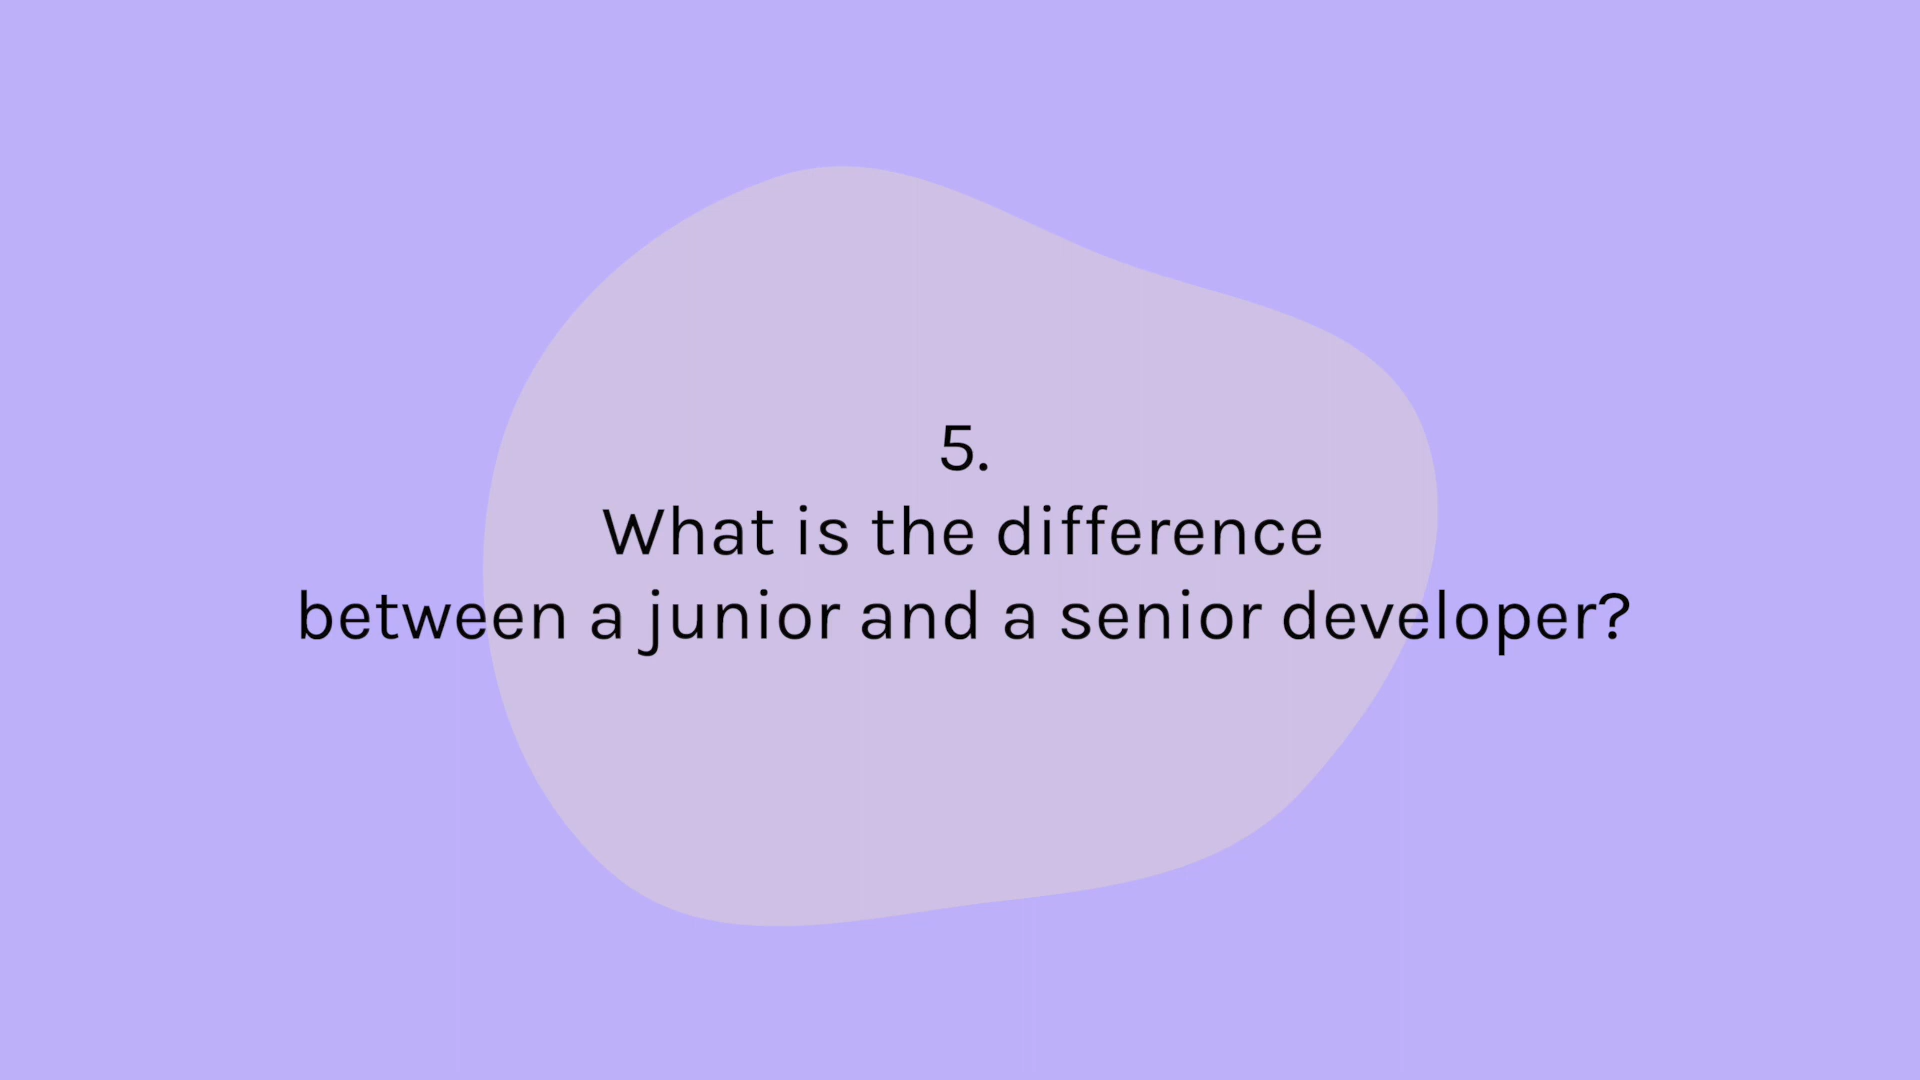 5.
What is the difference
between a junior and a senior developer?